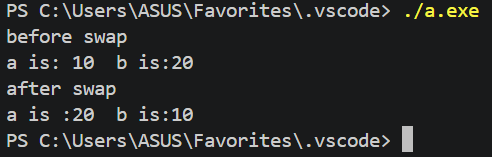 PS C:\Users\ASUS\Favorites\.vscode> ./a.exe
before swap
a is: 10  b is:20
after swap
a is :20  b is:10
PS C:\Users\ASUS\Favorites\.vscode>